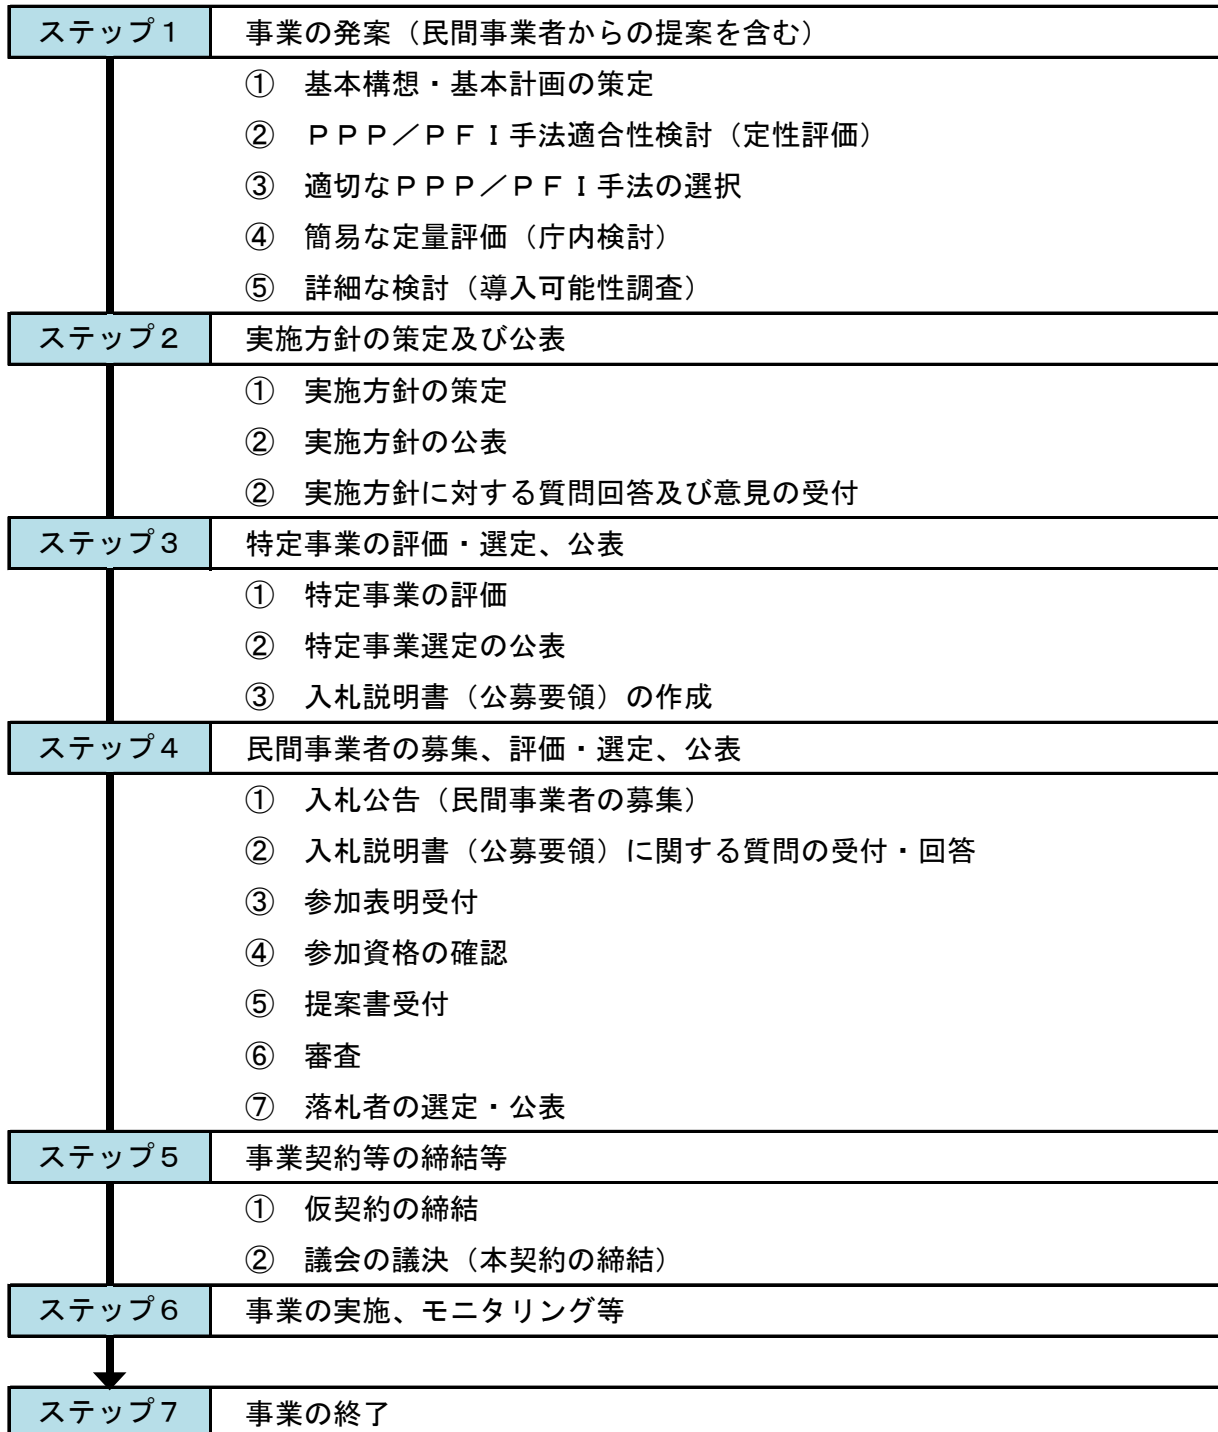 ステップ１ 事業の発案（民間事業者からの提案を含む）
① 基本構想・基本計画の策定
② ＰＰＰ／ＰＦＩ手法適合性検討（定性評価）
③ 適切なＰＰＰ／ＰＦＩ手法の選択
④ 簡易な定量評価（庁内検討）
⑤ 詳細な検討（導入可能性調査）
ステップ２ 実施方針の策定及び公表
① 実施方針の策定
② 実施方針の公表
② 実施方針に対する質問回答及び意見の受付
ステップ３ 特定事業の評価・選定、公表
① 特定事業の評価
② 特定事業選定の公表
③ 入札説明書（公募要領）の作成
ステップ４ 民間事業者の募集、評価・選定、公表
① 入札公告（民間事業者の募集）
② 入札説明書（公募要領）に関する質問の受付・回答
③ 参加表明受付
④ 参加資格の確認
⑤ 提案書受付
⑥ 審査
⑦ 落札者の選定・公表
ステップ５ 事業契約等の締結等
① 仮契約の締結
② 議会の議決（本契約の締結）
ステップ６ 事業の実施、モニタリング等
ステップ７ 事業の終了